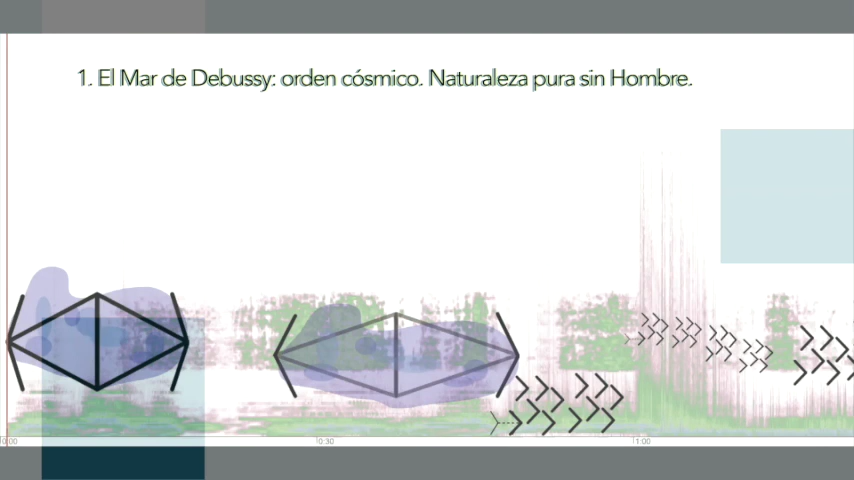 1. El Mar de Debussy: orden cósmico. Naturaleza pura sin Hombre.
0:00 0:30 1:00